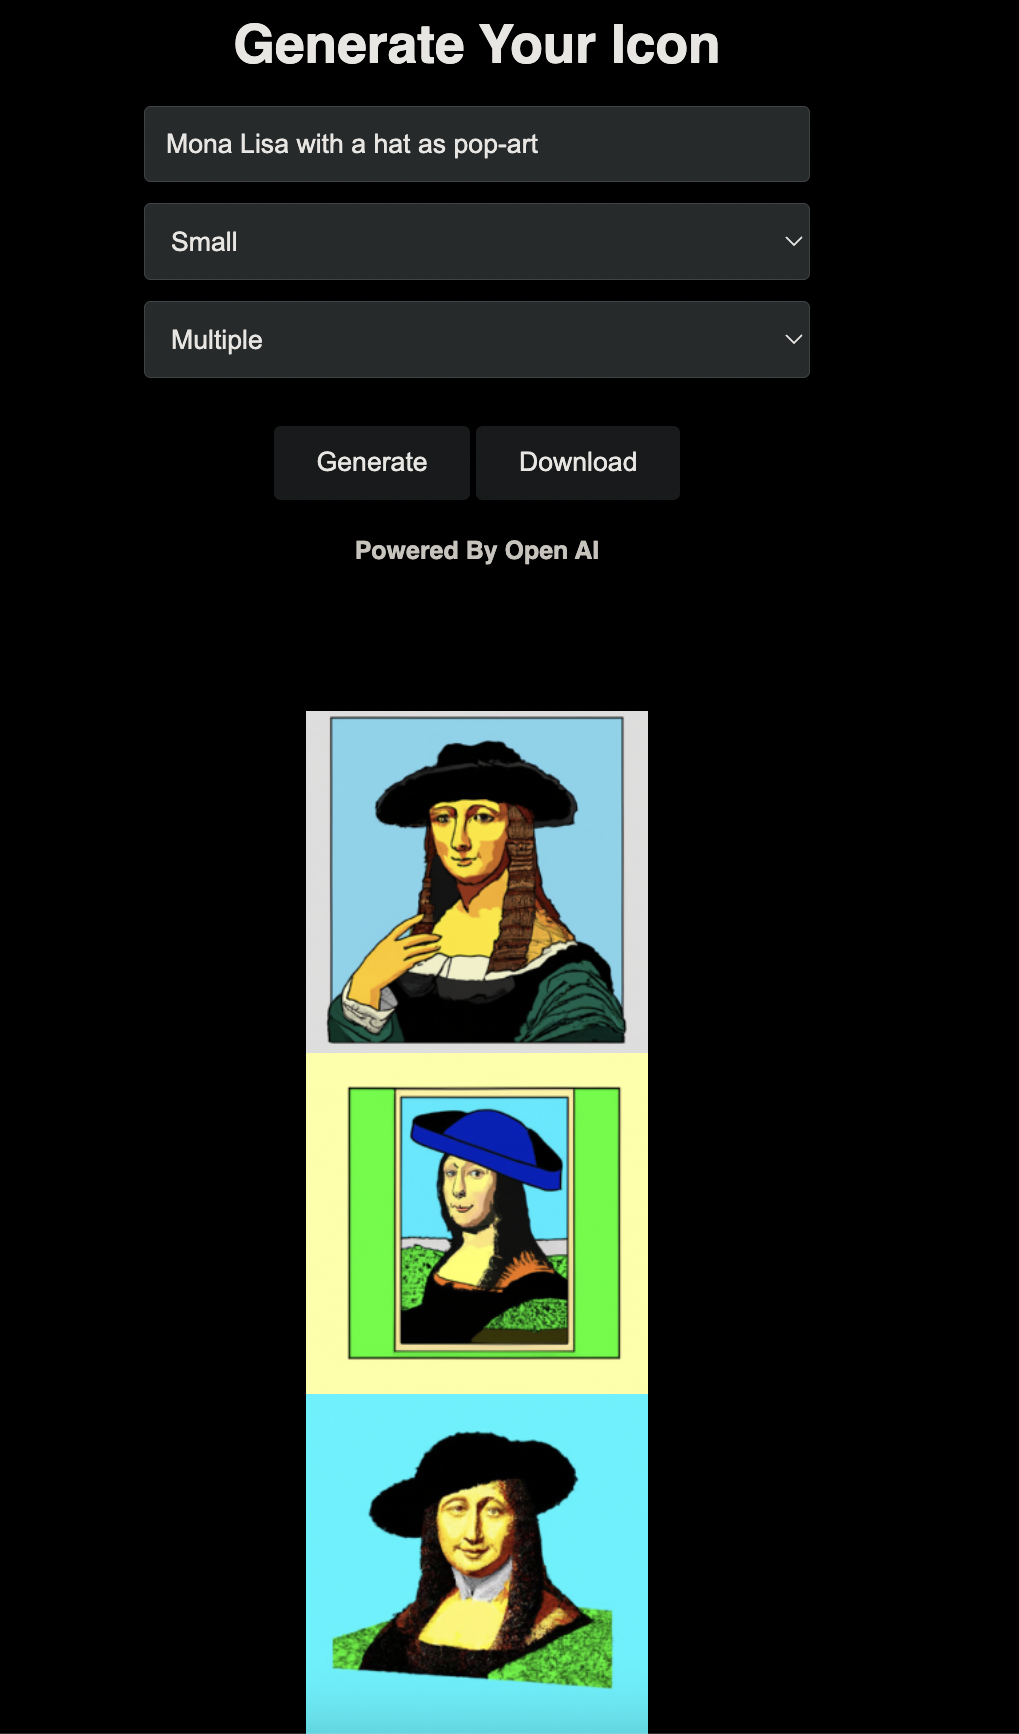 Generate Your Icon
Mona Lisa with a hat as pop-art
Small
Multiple
Generate Download
Powered By Open AI